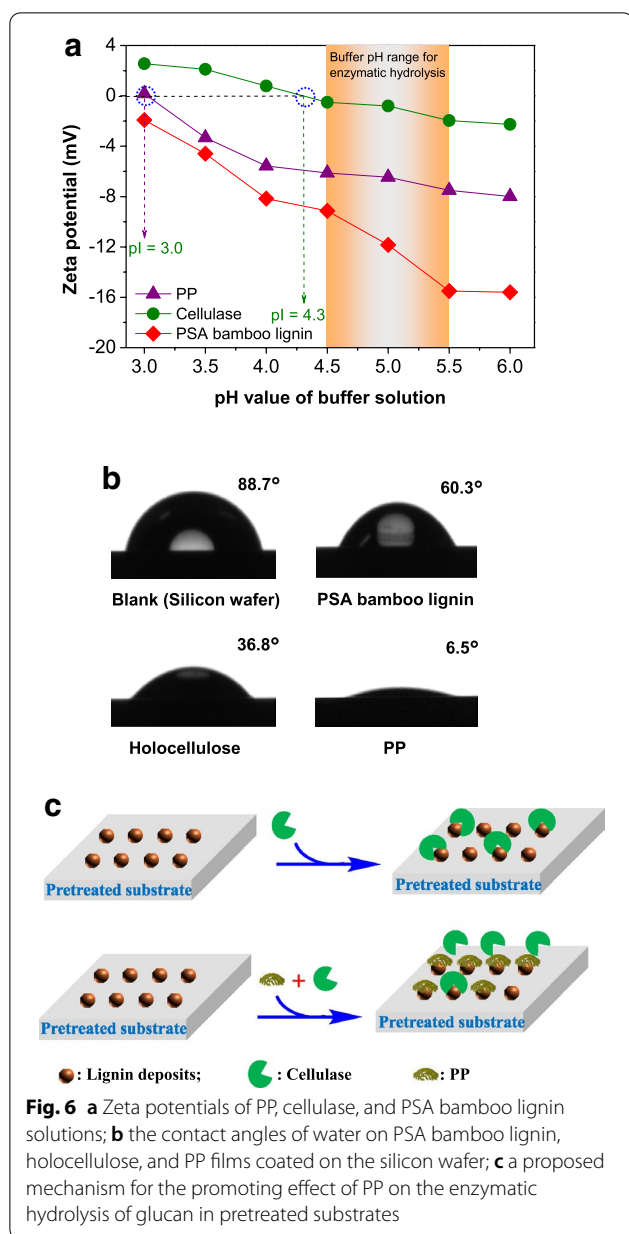 a
4
0
-4
-8
-12
-16
-20
Zeta potential (mV)
Buffer pH range for
enzymatic hydrolysis
pI = 3.0
pI = 4.3
PP
Cellulase
PSA bamboo lignin
3.0 3.5 4.0 4.5 5.0 5.5 6.0
pH value of buffer solution
b
88.7° 60.3°
Blank (Silicon wafer) PSA bamboo lignin
36.8° 6.5°
Holocellulose PP
c
Pretreated substrate Pretreated substrate
+
Pretreated substrate Pretreated substrate
: Lignin deposits; : Cellulase : PP
Fig. 6 a Zeta potentials of PP, cellulase, and PSA bamboo lignin
solutions; b the contact angles of water on PSA bamboo lignin,
holocellulose, and PP films coated on the silicon wafer; c a proposed
mechanism for the promoting effect of PP on the enzymatic
hydrolysis of glucan in pretreated substrates